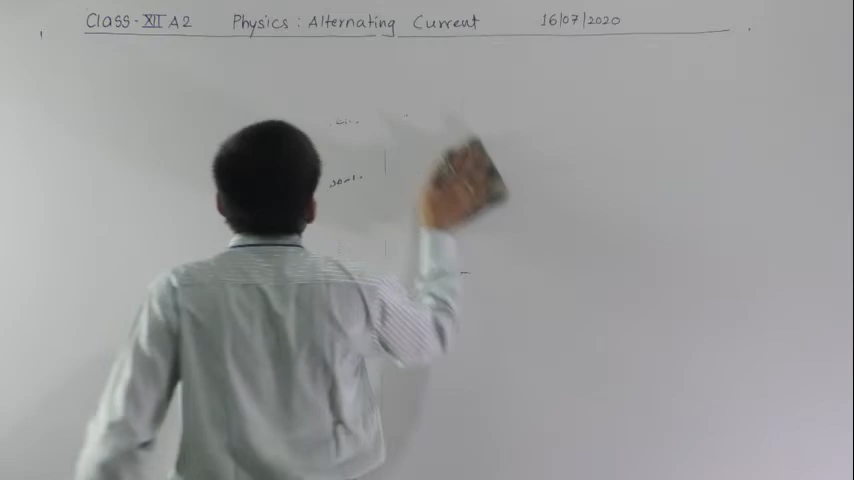 Class - XII A2 Physics : Alternating Current 16/07/2020